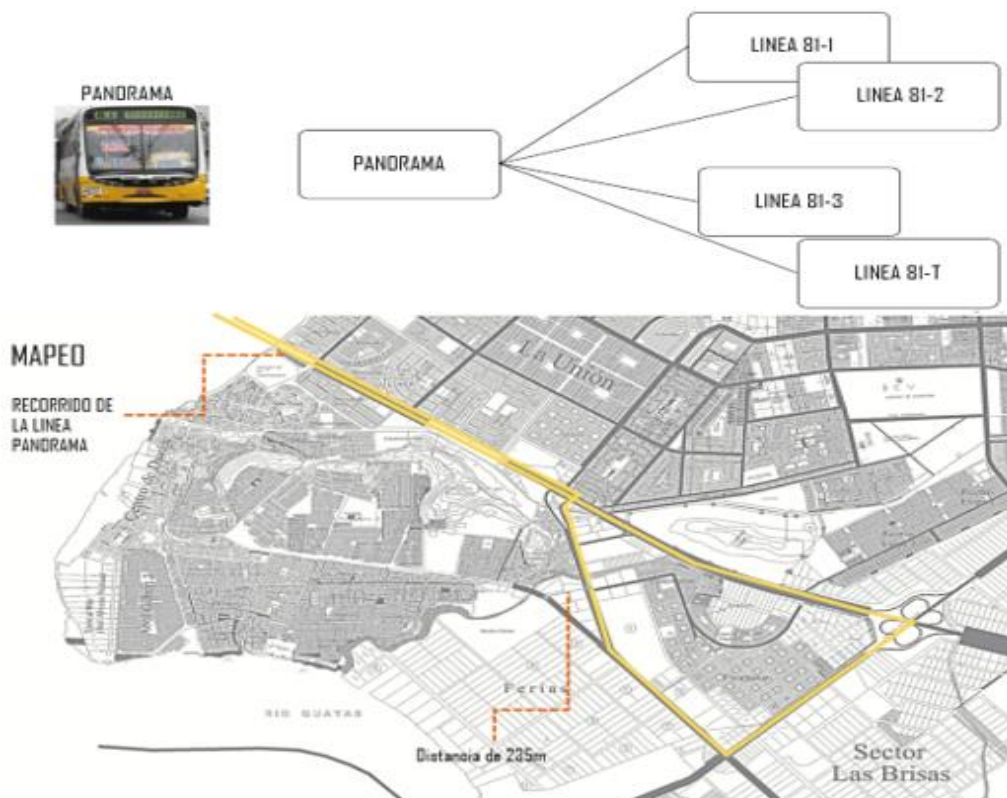 LINEA 81-1
PANORAMA
LINEA 81-2
PANORAMA
LINEA 81-3
LINEA 81-T
MAPEO
RECORRIDO DE
LA LINEA
PANORAMA
La Unión
Ferias
RIO GUAYAS
Distancia de 235m
Sector
Las Brisas